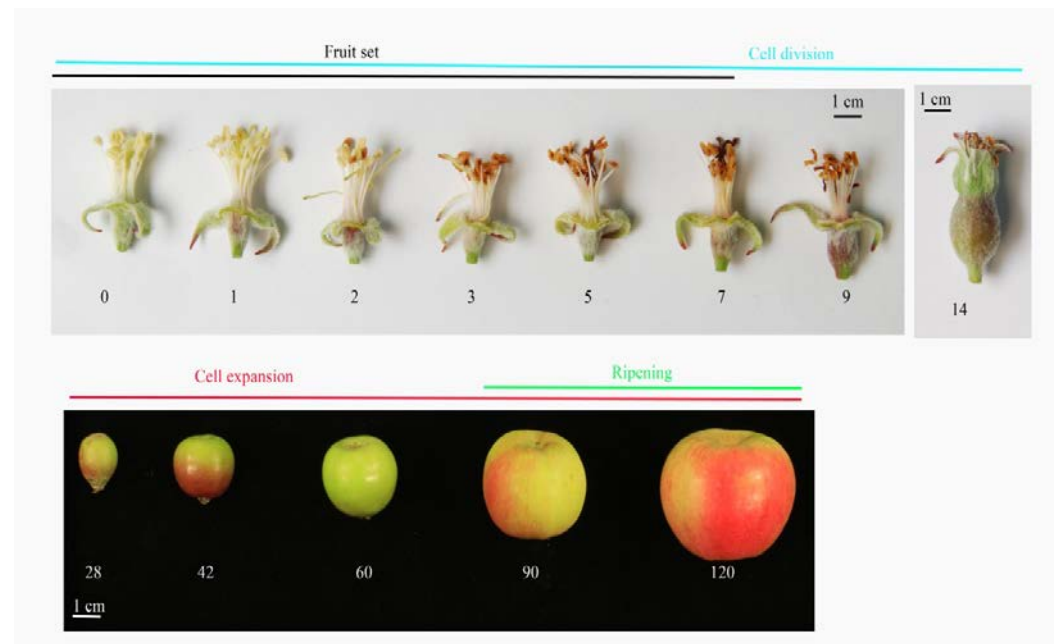 Fruit set
Cell division
1 cm
1 cm
0 1 2 3 5 7 9
14
Cell expansion
Ripening
28 42 60 90 120
1 cm